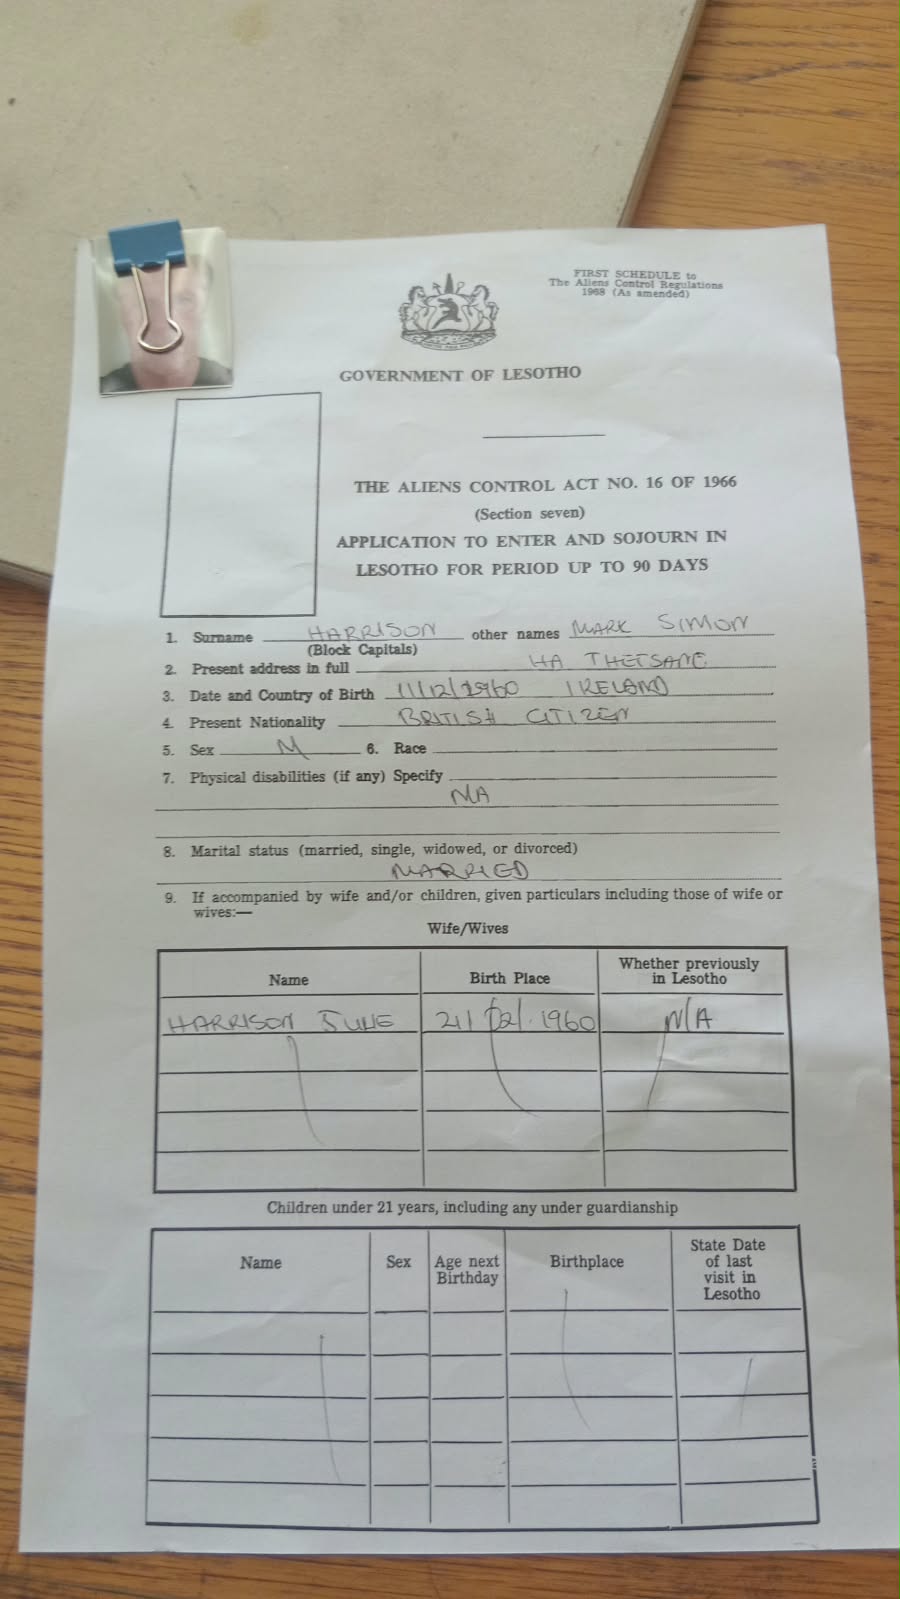 FIRST SCHEDULE to
The Aliens Control Regulations
1968 (As amended)
GOVERNMENT OF LESOTHO
THE ALIENS CONTROL ACT NO. 16 OF 1966
(Section seven)
APPLICATION TO ENTER AND SOJOURN IN
LESOTHO FOR PERIOD UP TO 90 DAYS
1. Surname HARRISON other names MARK SIMON
(Block Capitals)
2. Present address in full HA THETSANE
3. Date and Country of Birth 11/12/1960 IRELAND
4. Present Nationality BRITISH CITIZEN
5. Sex M 6. Race
7. Physical disabilities (if any) Specify
N/A
8. Marital status (married, single, widowed, or divorced)
MARRIED
9. If accompanied by wife and/or children, given particulars including those of wife or
wives:—
Wife/Wives
Name Birth Place Whether previously in Lesotho
HARRISON JUNE 21/02/1960 N/A
Children under 21 years, including any under guardianship
Name Sex Age next Birthday Birthplace State Date of last visit in Lesotho